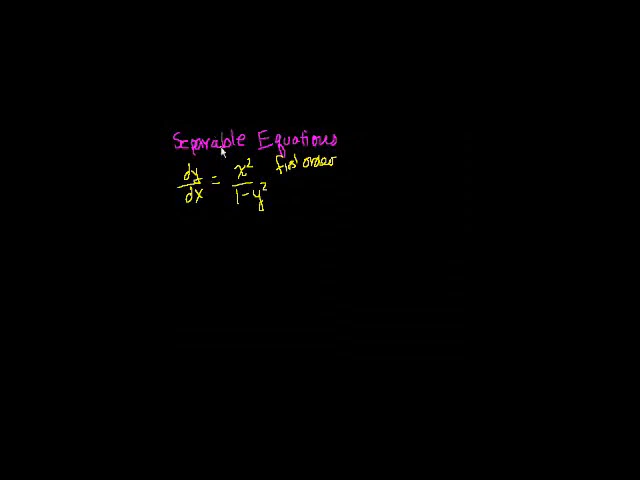 Separable Equations
first order
dy/dx = x²/(1-y²)